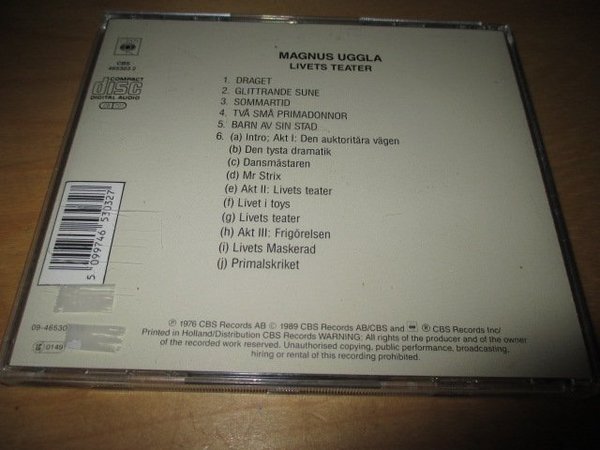 CBS
465303 2
COMPACT
disc
DIGITAL AUDIO
MAGNUS UGGLA
LIVETS TEATER
1. DRAGET
2. GLITTRANDE SUNE
3. SOMMARTID
4. TVÅ SMÅ PRIMADONNOR
5. BARN AV SIN STAD
6. (a) Intro; Akt I: Den auktoritära vägen
(b) Den tysta dramatik
(c) Dansmästaren
(d) Mr Strix
(e) Akt II: Livets teater
(f) Livet i toys
(g) Livets teater
(h) Akt III: Frigörelsen
(i) Livets Maskerad
(j) Primalskriket
5 099746 530327
09-46530
0149
℗ 1976 CBS Records AB © 1989 CBS Records AB/CBS and ® CBS Records Inc/
Printed in Holland/Distribution CBS Records WARNING: All rights of the producer and of the owner
of the recorded work reserved. Unauthorised copying, public performance, broadcasting,
hiring or rental of this recording prohibited.